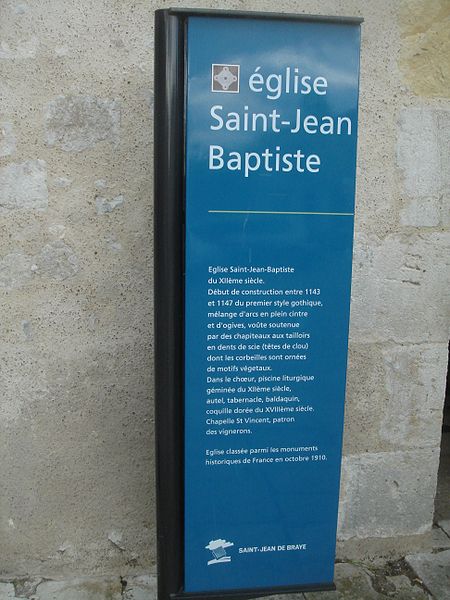 église
Saint-Jean
Baptiste
Eglise Saint-Jean-Baptiste
du XIIème siècle.
Début de construction entre 1143
et 1147 du premier style gothique,
mélange d'arcs en plein cintre
et d'ogives, voûte soutenue
par des chapiteaux aux tailloirs
en dents de scie (têtes de clou)
dont les corbeilles sont ornées
de motifs végetaux.
Dans le chœur, piscine liturgique
géminée du XIIème siècle,
autel, tabernacle, baldaquin,
coquille dorée du XVIIIème siècle.
Chapelle St Vincent, patron
des vignerons.
Eglise classée parmi les monuments
historiques de France en octobre 1910.
SAINT-JEAN DE BRAYE